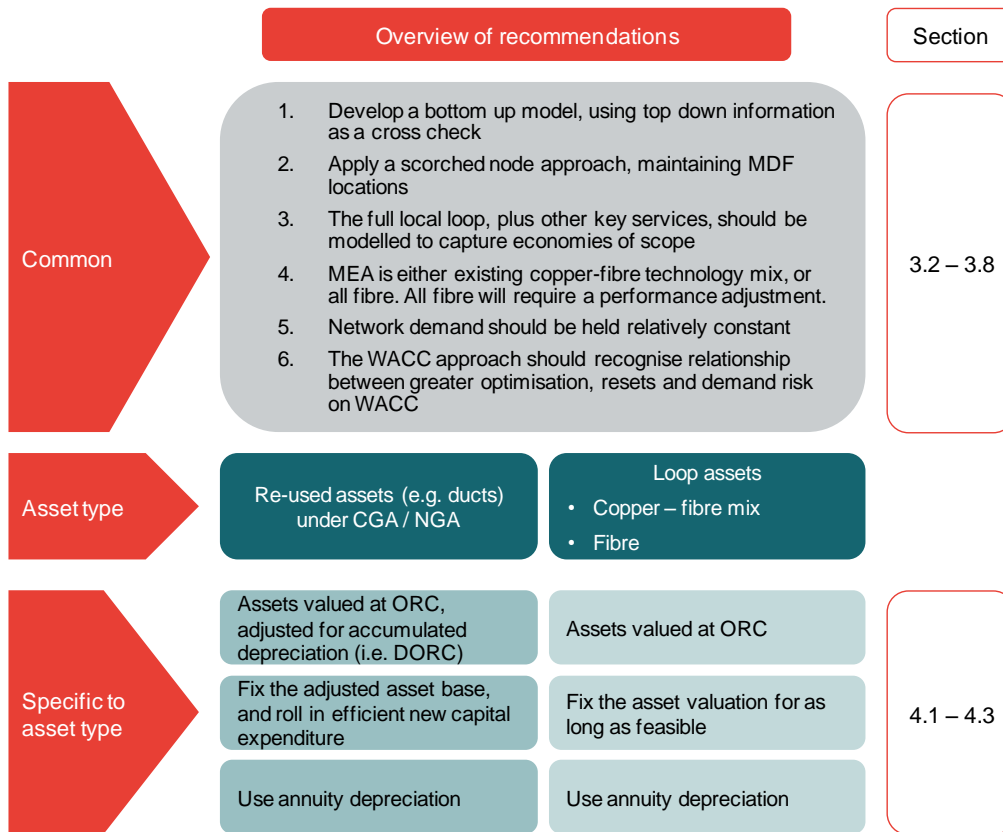 Overview of recommendations
Section
Common
1. Develop a bottom up model, using top down information
as a cross check
2. Apply a scorched node approach, maintaining MDF
locations
3. The full local loop, plus other key services, should be
modelled to capture economies of scope
4. MEA is either existing copper-fibre technology mix, or
all fibre. All fibre will require a performance adjustment.
5. Network demand should be held relatively constant
6. The WACC approach should recognise relationship
between greater optimisation, resets and demand risk
on WACC
3.2 – 3.8
Asset type
Re-used assets (e.g. ducts)
under CGA / NGA
Loop assets
• Copper – fibre mix
• Fibre
Specific to
asset type
Assets valued at ORC,
adjusted for accumulated
depreciation (i.e. DORC)
Assets valued at ORC
Fix the adjusted asset base,
and roll in efficient new capital
expenditure
Fix the asset valuation for as
long as feasible
Use annuity depreciation
Use annuity depreciation
4.1 – 4.3